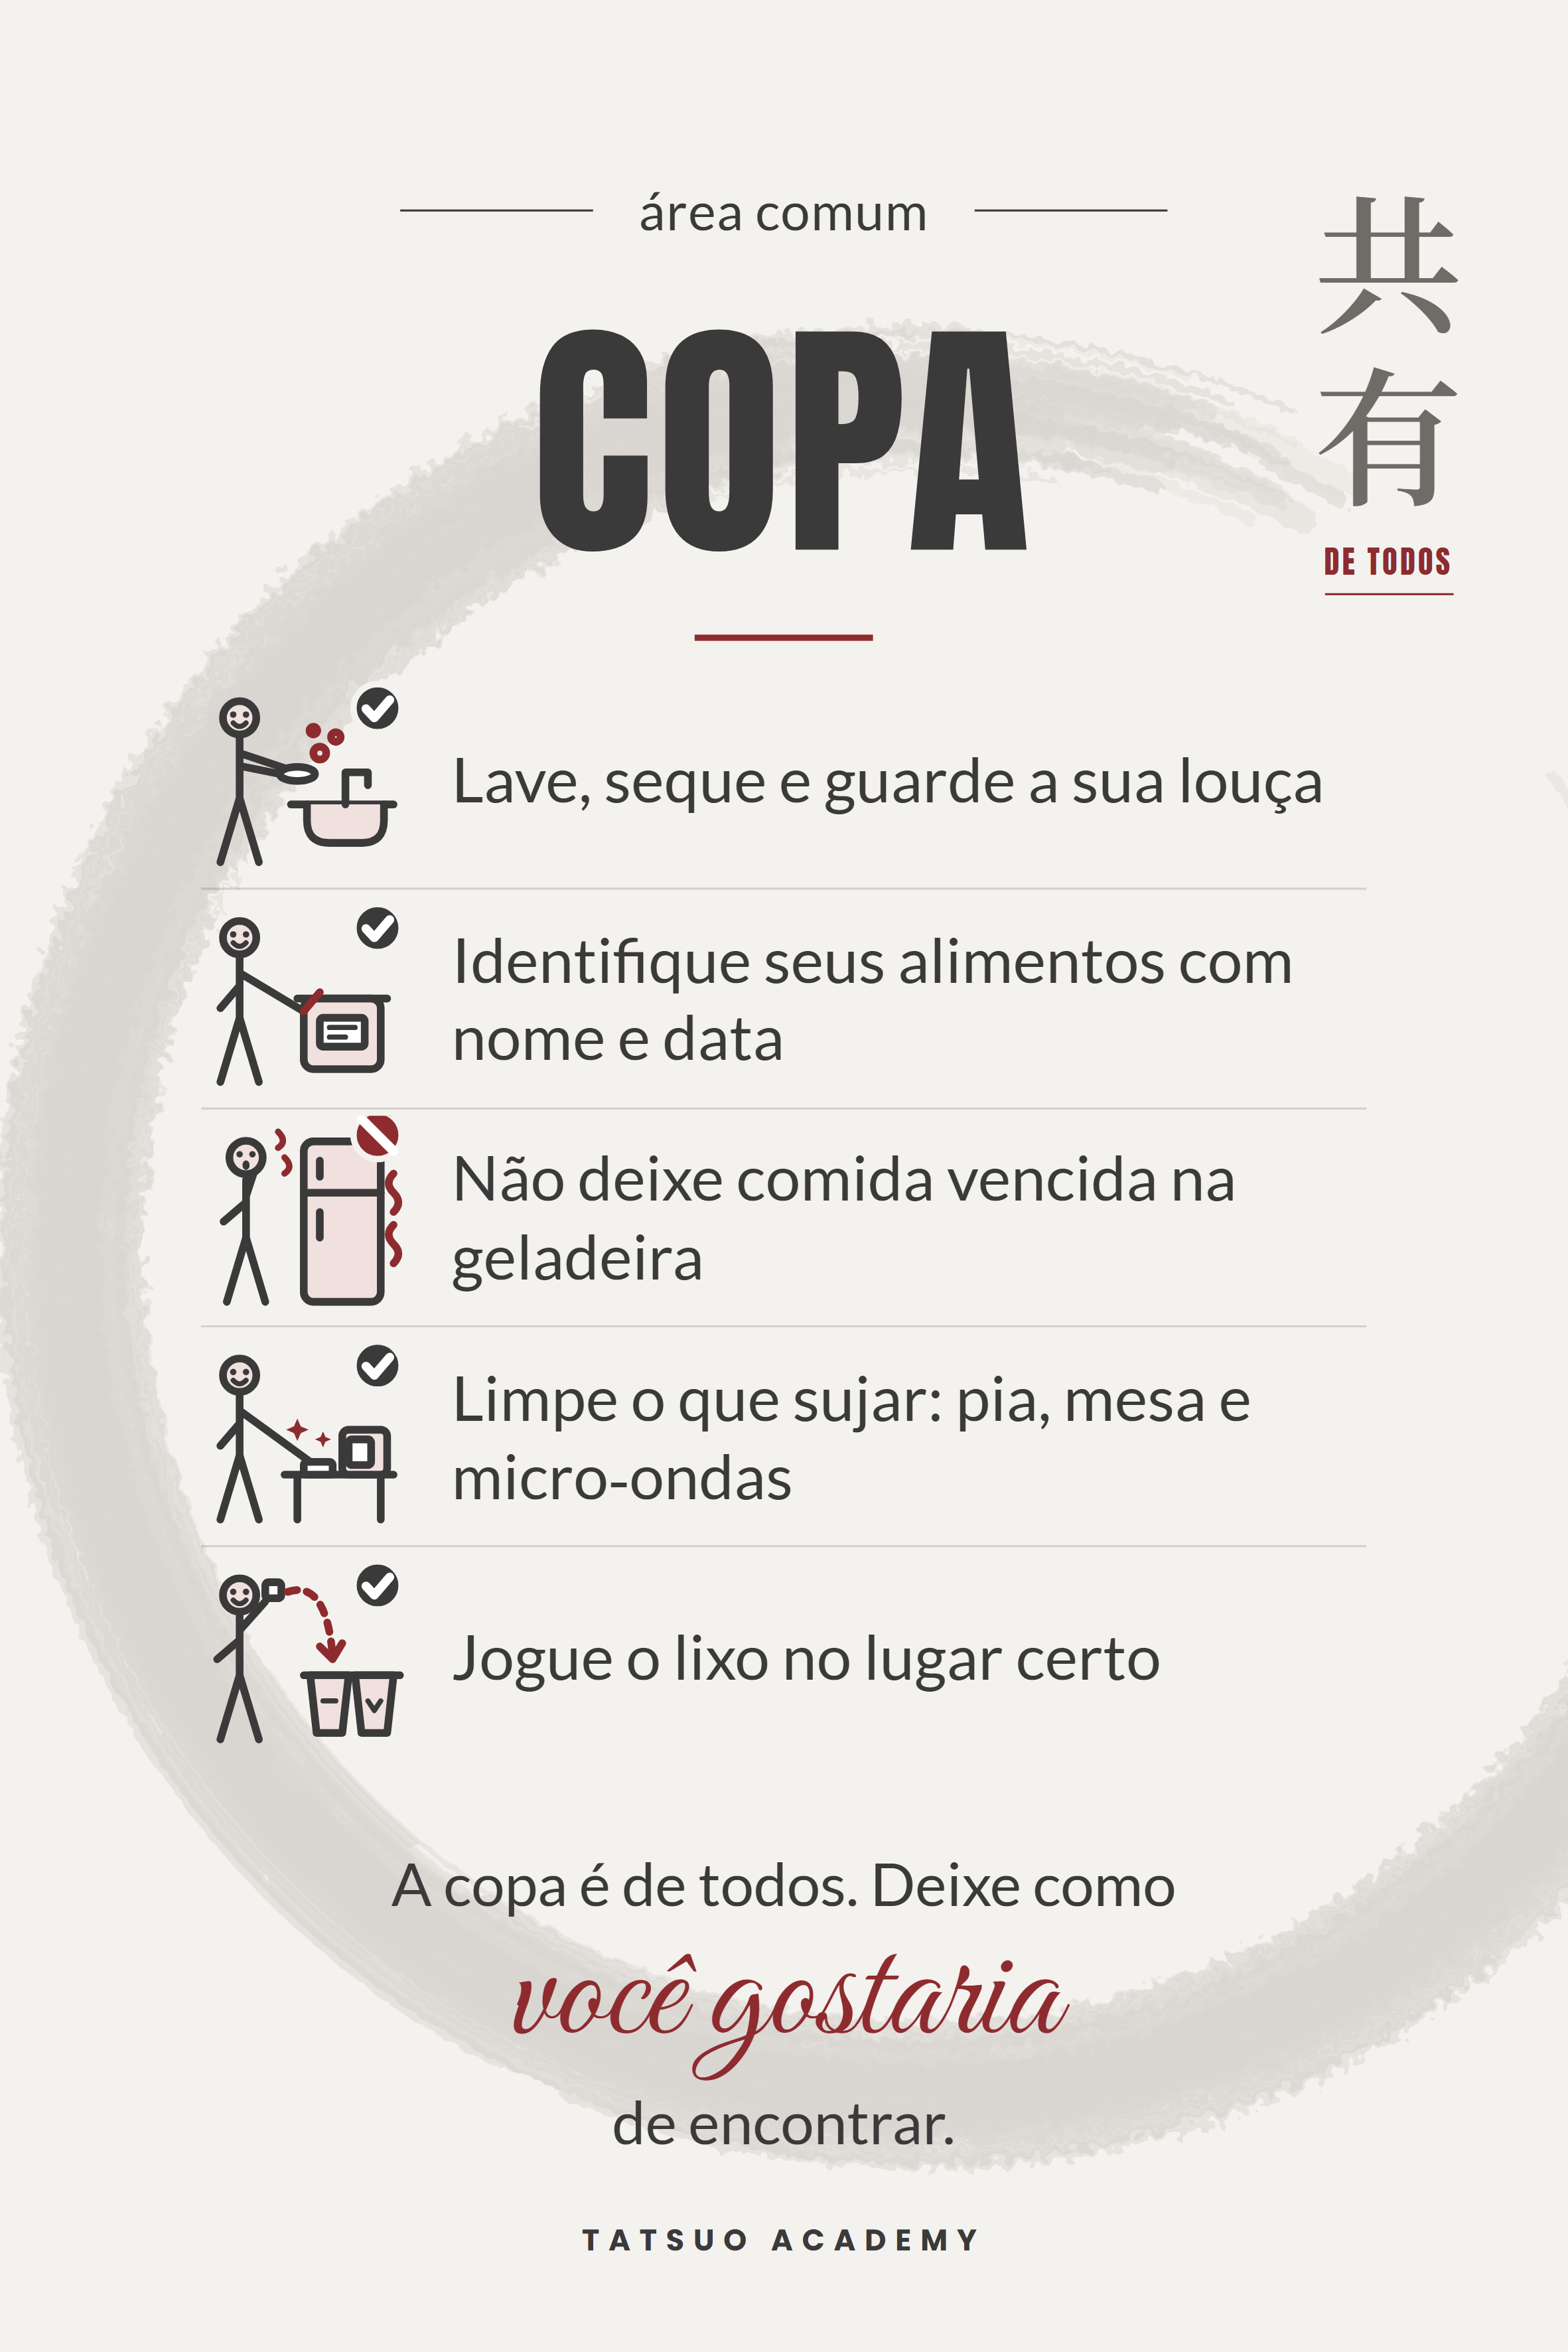 área comum
共有
DE TODOS
COPA
Lave, seque e guarde a sua louça
Identifique seus alimentos com
nome e data
Não deixe comida vencida na
geladeira
Limpe o que sujar: pia, mesa e
micro-ondas
Jogue o lixo no lugar certo
A copa é de todos. Deixe como
você gostaria
de encontrar.
TATSUO ACADEMY